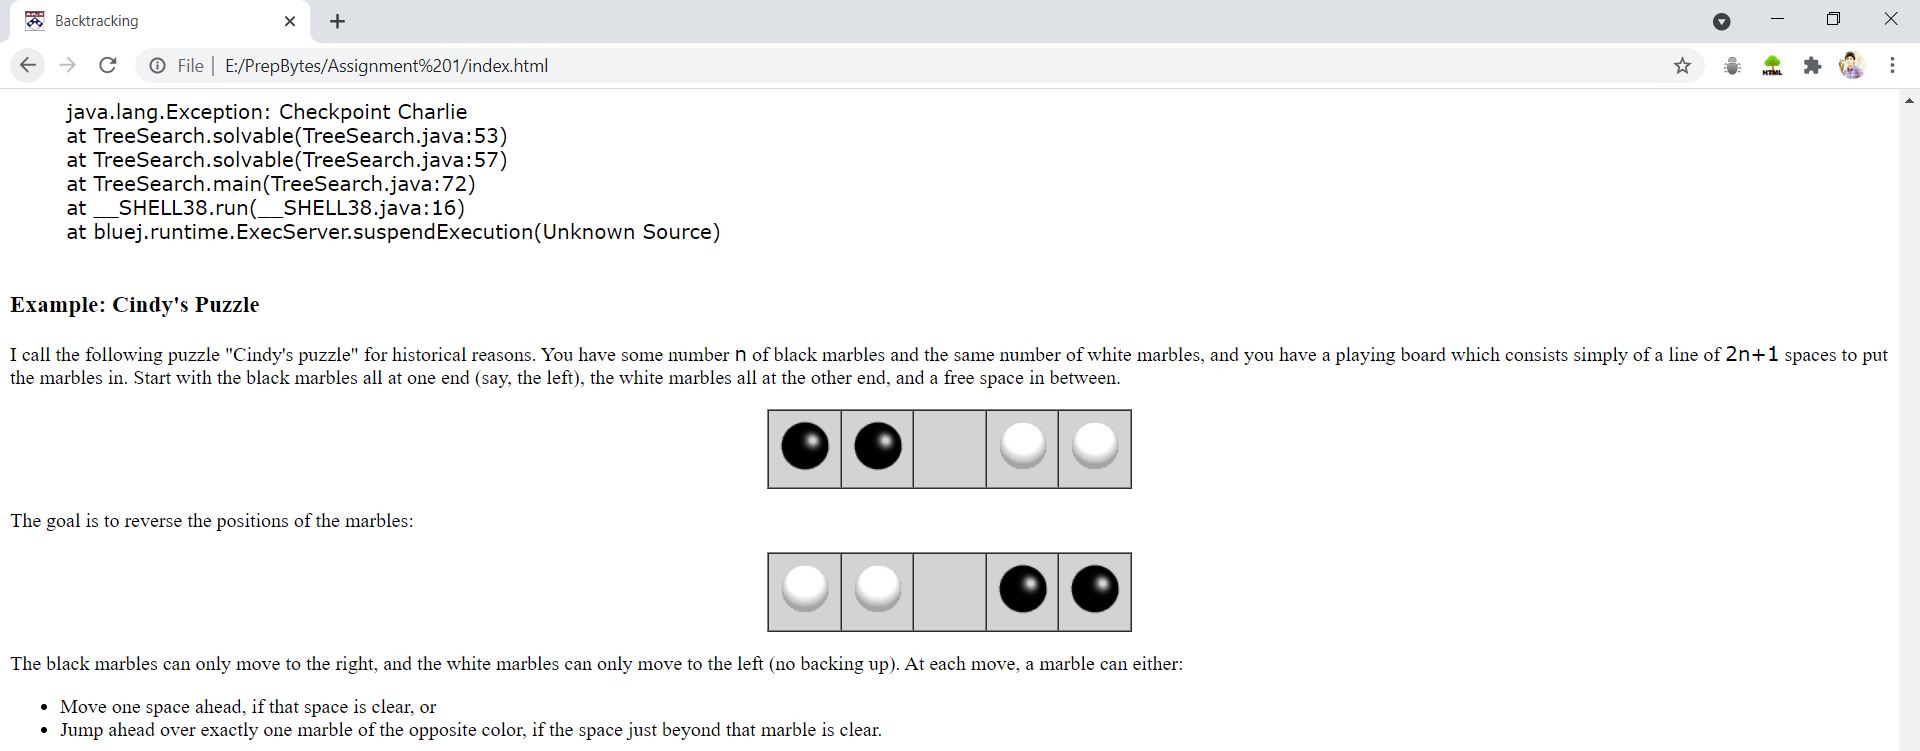 Backtracking
File | E:/PrepBytes/Assignment%201/index.html
HTML
java.lang.Exception: Checkpoint Charlie
at TreeSearch.solvable(TreeSearch.java:53)
at TreeSearch.solvable(TreeSearch.java:57)
at TreeSearch.main(TreeSearch.java:72)
at __SHELL38.run(__SHELL38.java:16)
at bluej.runtime.ExecServer.suspendExecution(Unknown Source)
Example: Cindy's Puzzle
I call the following puzzle "Cindy's puzzle" for historical reasons. You have some number n of black marbles and the same number of white marbles, and you have a playing board which consists simply of a line of 2n+1 spaces to put
the marbles in. Start with the black marbles all at one end (say, the left), the white marbles all at the other end, and a free space in between.
The goal is to reverse the positions of the marbles:
The black marbles can only move to the right, and the white marbles can only move to the left (no backing up). At each move, a marble can either:
• Move one space ahead, if that space is clear, or
• Jump ahead over exactly one marble of the opposite color, if the space just beyond that marble is clear.